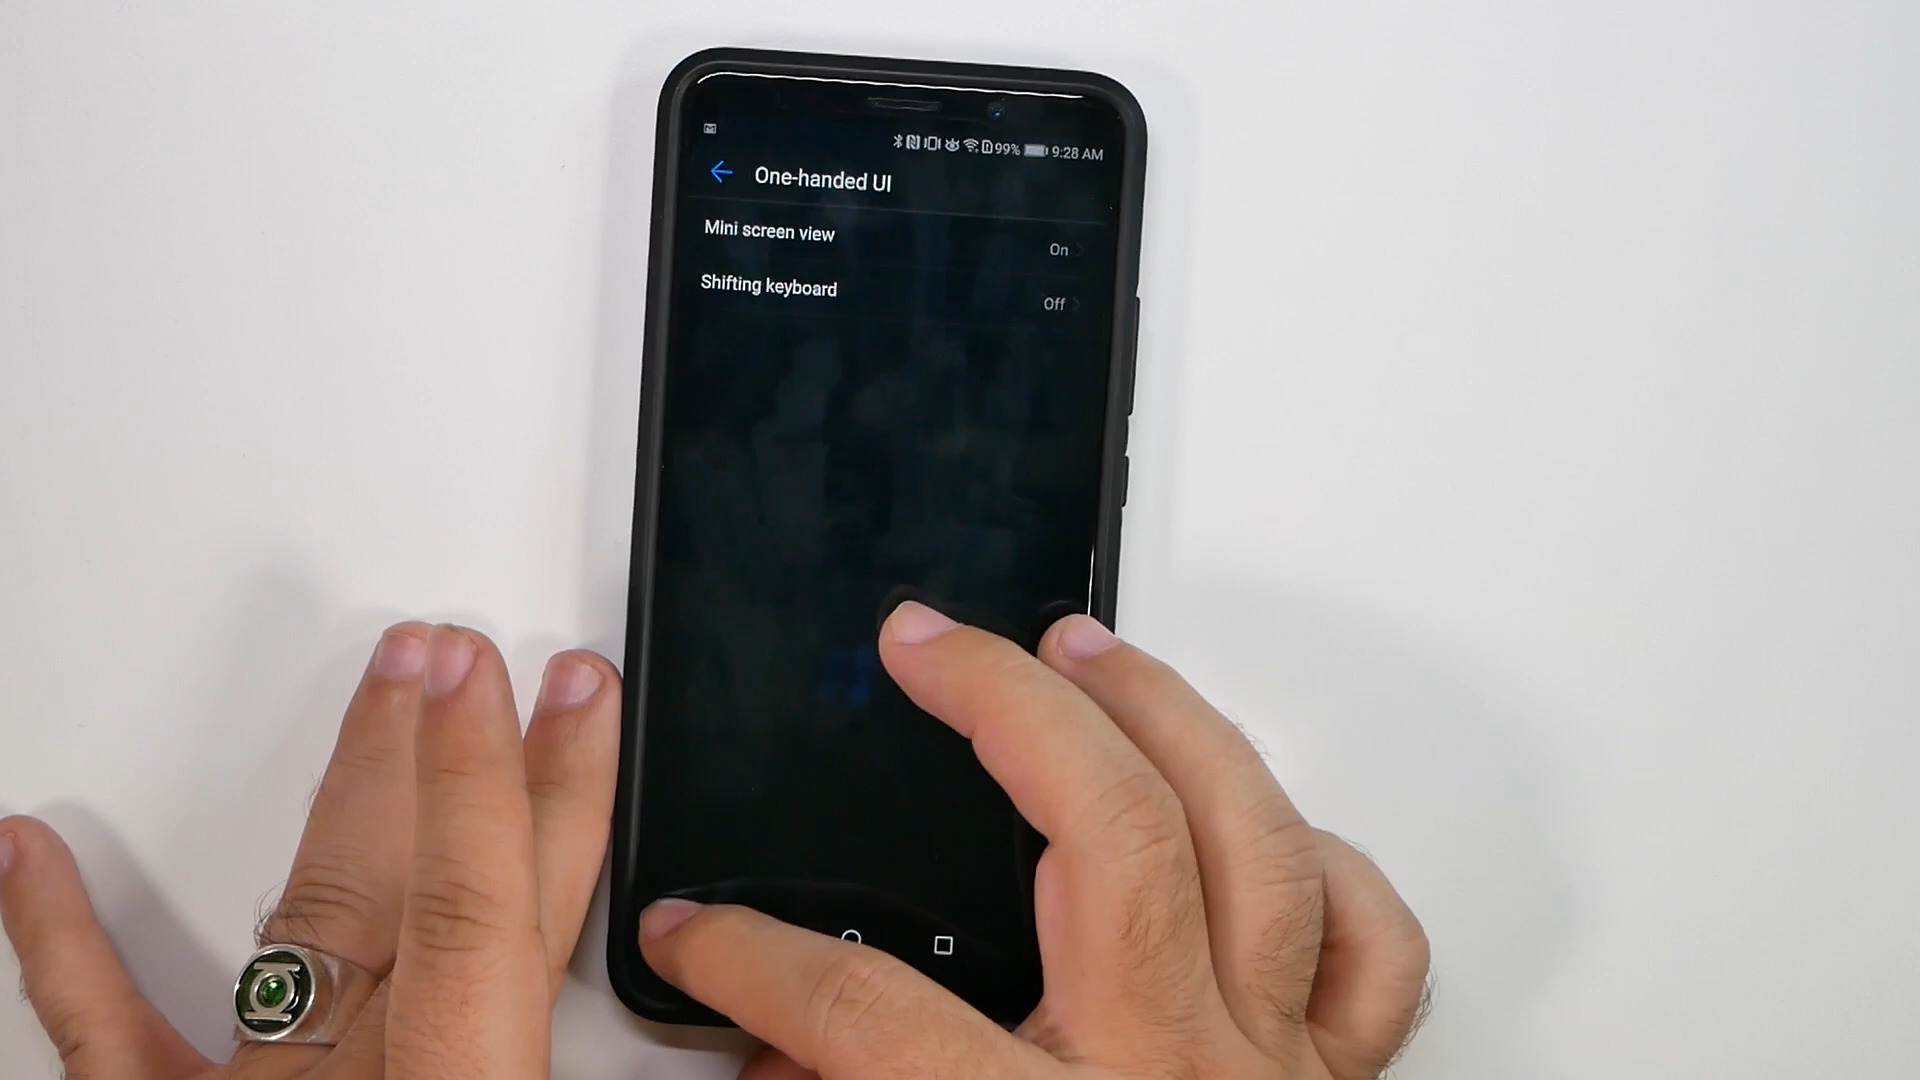 99% 9:28 AM
One-handed UI
Mini screen view
On
Shifting keyboard
Off